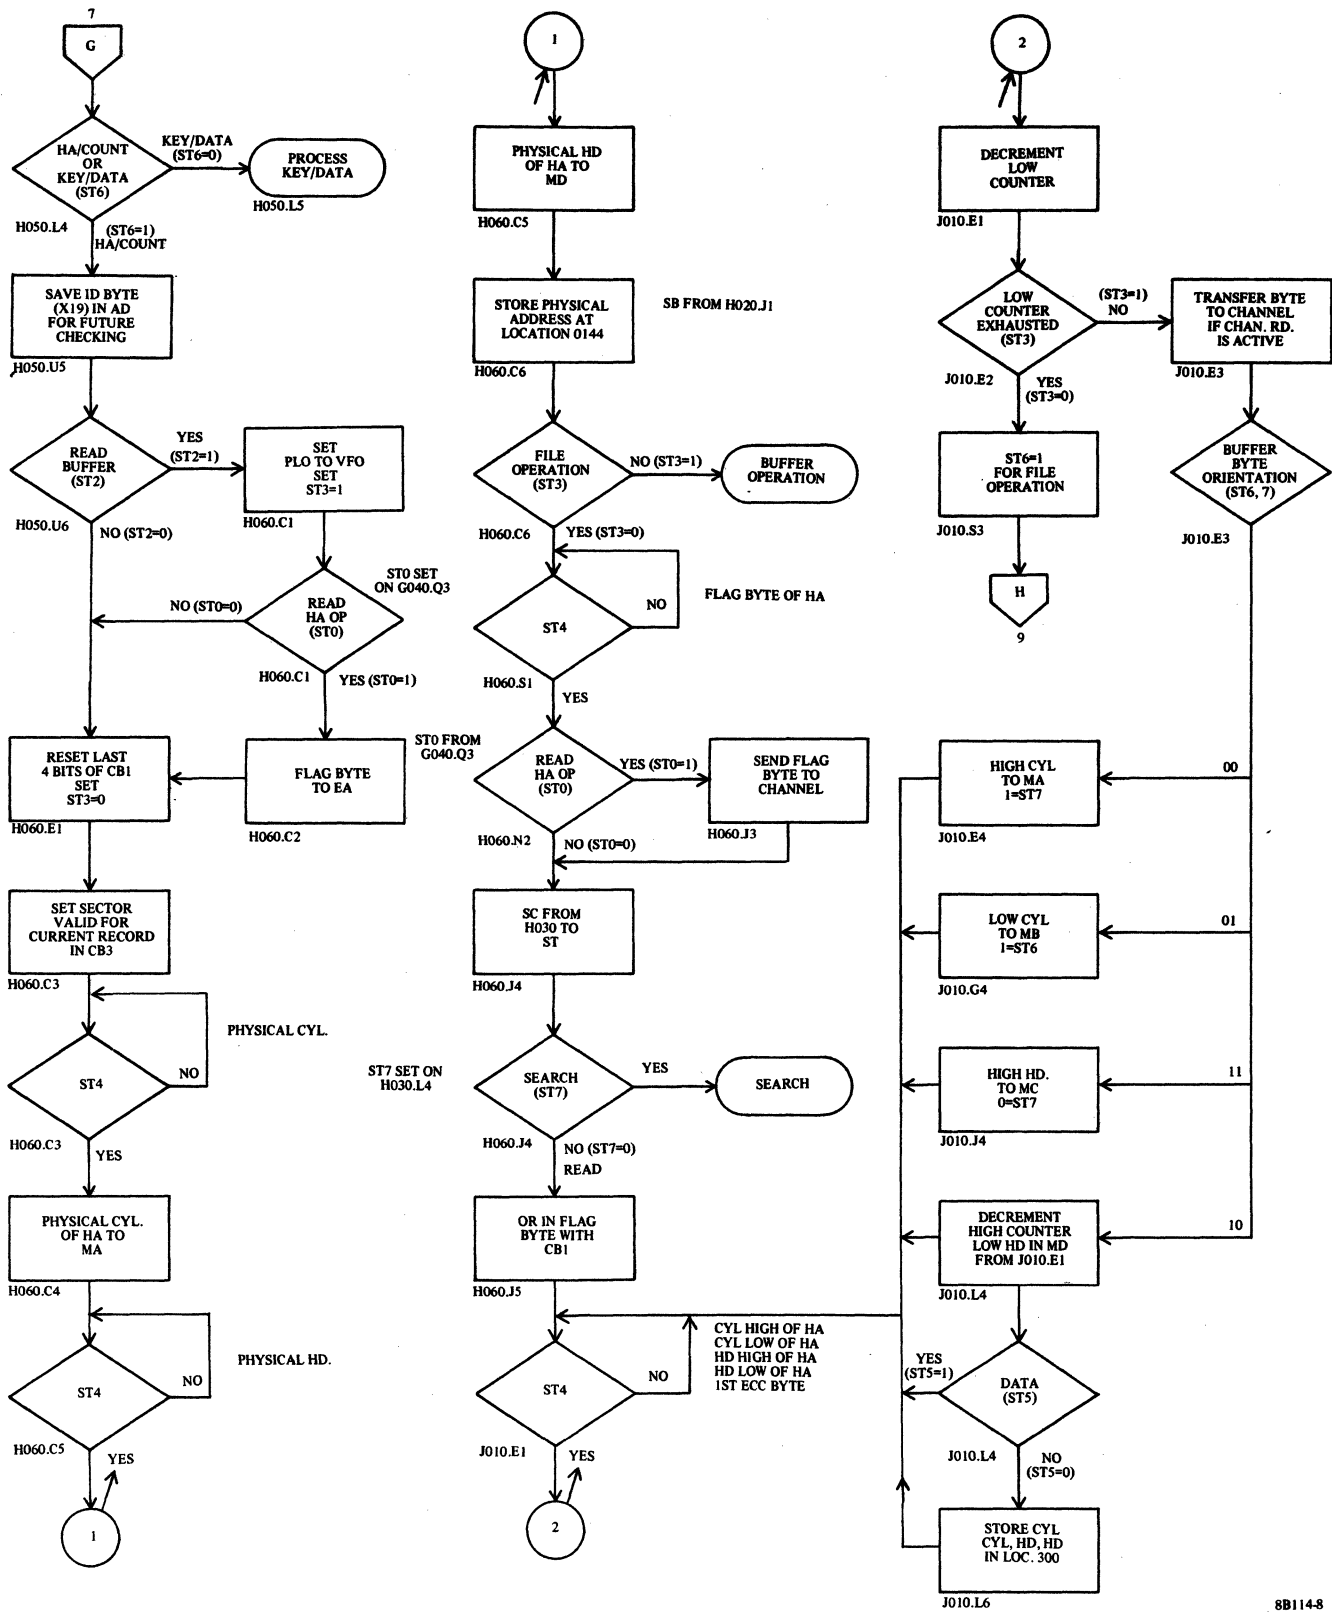 7
G
HA/COUNT
OR
KEY/DATA
(ST6)
KEY/DATA
(ST6=0)
PROCESS
KEY/DATA
H050.L5
H050.L4
(ST6=1)
HA/COUNT
SAVE ID BYTE
(X19) IN AD
FOR FUTURE
CHECKING
H050.U5
READ
BUFFER
(ST2)
YES
(ST2=1)
SET
PLO TO VFO
SET
ST3=1
H060.C1
H050.U6
NO (ST2=0)
ST0 SET
ON G040.Q3
READ
HA OP
(ST0)
NO (ST0=0)
H060.C1
YES (ST0=1)
RESET LAST
4 BITS OF CB1
SET
ST3=0
H060.E1
FLAG BYTE
TO EA
H060.C2
SET SECTOR
VALID FOR
CURRENT RECORD
IN CB3
H060.C3
PHYSICAL CYL.
ST4
NO
H060.C3
YES
PHYSICAL CYL.
OF HA TO
MA
H060.C4
PHYSICAL HD.
ST4
NO
H060.C5
YES
1
1
PHYSICAL HD
OF HA TO
MD
H060.C5
STORE PHYSICAL
ADDRESS AT
LOCATION 0144
SB FROM H020.J1
H060.C6
FILE
OPERATION
(ST3)
NO (ST3=1)
BUFFER
OPERATION
H060.C6
YES (ST3=0)
ST4
NO
FLAG BYTE OF HA
H060.S1
YES
ST0 FROM
G040.Q3
READ
HA OP
(ST0)
YES (ST0=1)
SEND FLAG
BYTE TO
CHANNEL
H060.J3
H060.N2
NO (ST0=0)
SC FROM
H030 TO
ST
H060.J4
ST7 SET ON
H030.L4
SEARCH
(ST7)
YES
SEARCH
H060.J4
NO (ST7=0)
READ
OR IN FLAG
BYTE WITH
CB1
H060.J5
CYL HIGH OF HA
CYL LOW OF HA
HD HIGH OF HA
HD LOW OF HA
1ST ECC BYTE
ST4
NO
J010.E1
YES
2
2
DECREMENT
LOW
COUNTER
J010.E1
LOW
COUNTER
EXHAUSTED
(ST3)
(ST3=1)
NO
TRANSFER BYTE
TO CHANNEL
IF CHAN. RD.
IS ACTIVE
J010.E3
J010.E2
YES
(ST3=0)
ST6=1
FOR FILE
OPERATION
J010.S3
H
9
BUFFER
BYTE
ORIENTATION
(ST6, 7)
J010.E3
HIGH CYL
TO MA
1=ST7
00
J010.E4
LOW CYL
TO MB
1=ST6
01
J010.G4
HIGH HD.
TO MC
0=ST7
11
J010.J4
DECREMENT
HIGH COUNTER
LOW HD IN MD
FROM J010.E1
10
J010.L4
YES
(ST5=1)
DATA
(ST5)
J010.L4
NO
(ST5=0)
STORE CYL
CYL, HD, HD
IN LOC. 300
J010.L6
8B114-8